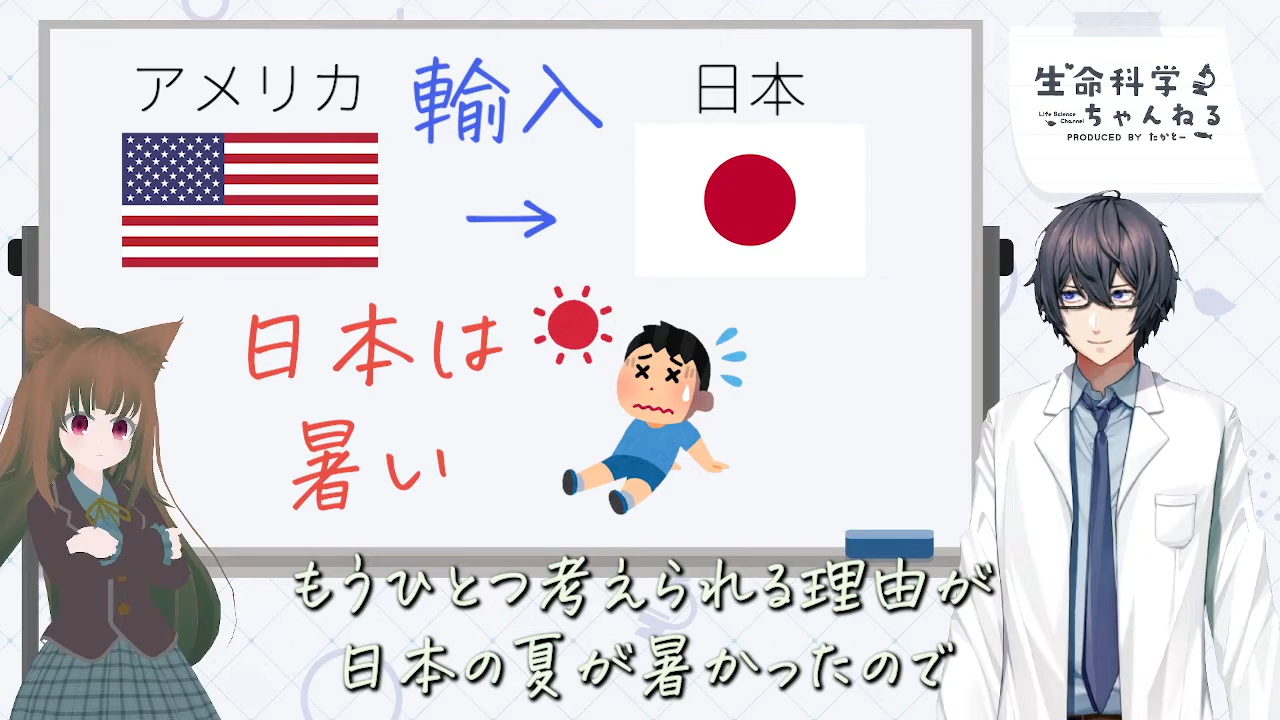 アメリカ
輸入
日本
→
日本は
暑い
生命科学
Life Science Channel
ちゃんねる
PRODUCED BY たかとー
もうひとつ考えられる理由が
日本の夏が暑かったので